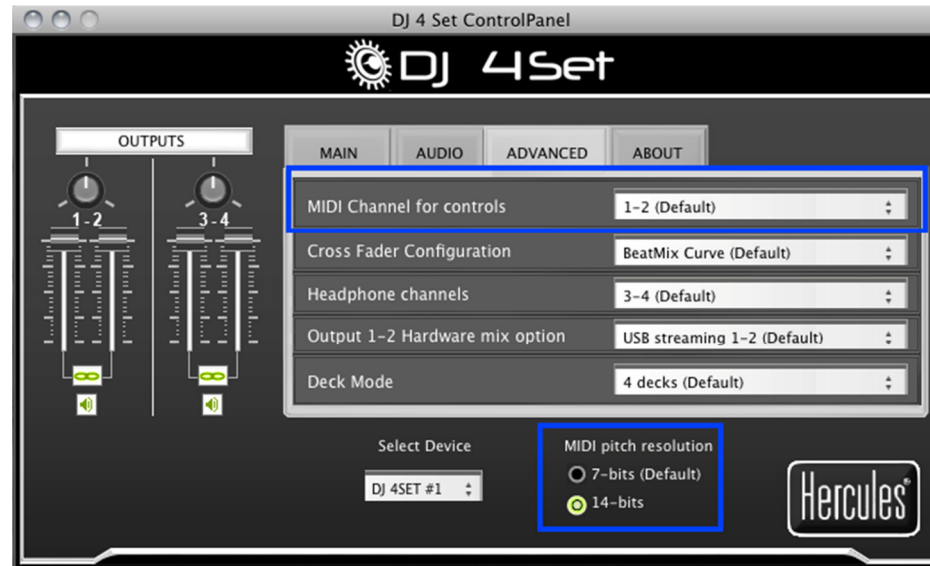 DJ 4 Set ControlPanel
DJ 4Set
OUTPUTS
1-2
3-4
MAIN AUDIO ADVANCED ABOUT
MIDI Channel for controls 1-2 (Default)
Cross Fader Configuration BeatMix Curve (Default)
Headphone channels 3-4 (Default)
Output 1-2 Hardware mix option USB streaming 1-2 (Default)
Deck Mode 4 decks (Default)
Select Device
DJ 4SET #1
MIDI pitch resolution
7-bits (Default)
14-bits
Hercules